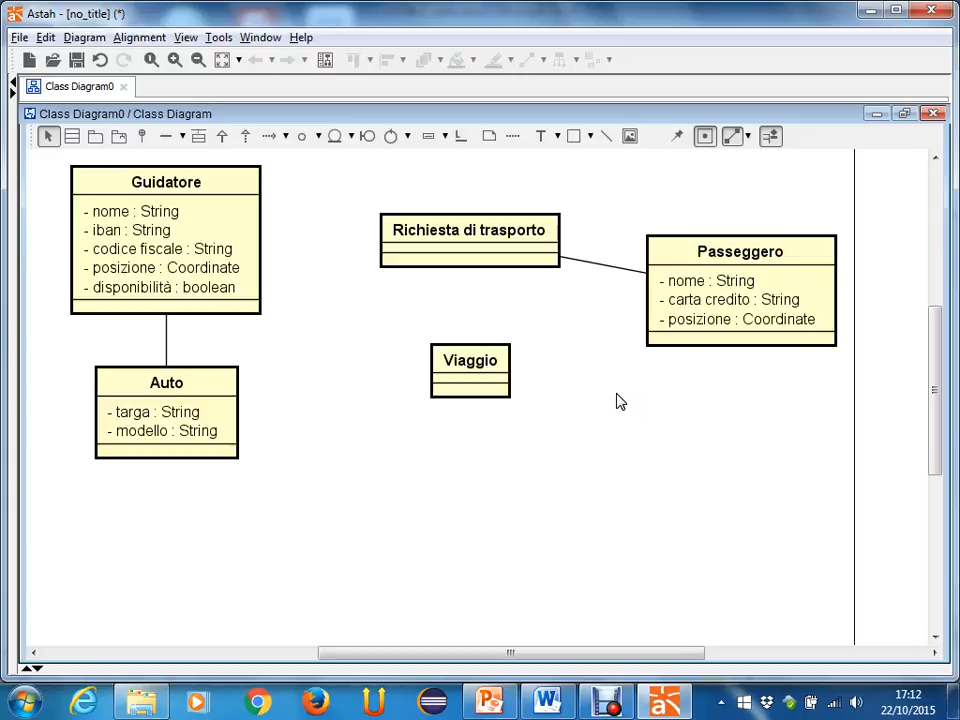 Astah - [no_title] (*)
File Edit Diagram Alignment View Tools Window Help
Class Diagram0
Class Diagram0 / Class Diagram
Guidatore
- nome : String
- iban : String
- codice fiscale : String
- posizione : Coordinate
- disponibilità : boolean
Richiesta di trasporto
Passeggero
- nome : String
- carta credito : String
- posizione : Coordinate
Viaggio
Auto
- targa : String
- modello : String
17:12
22/10/2015